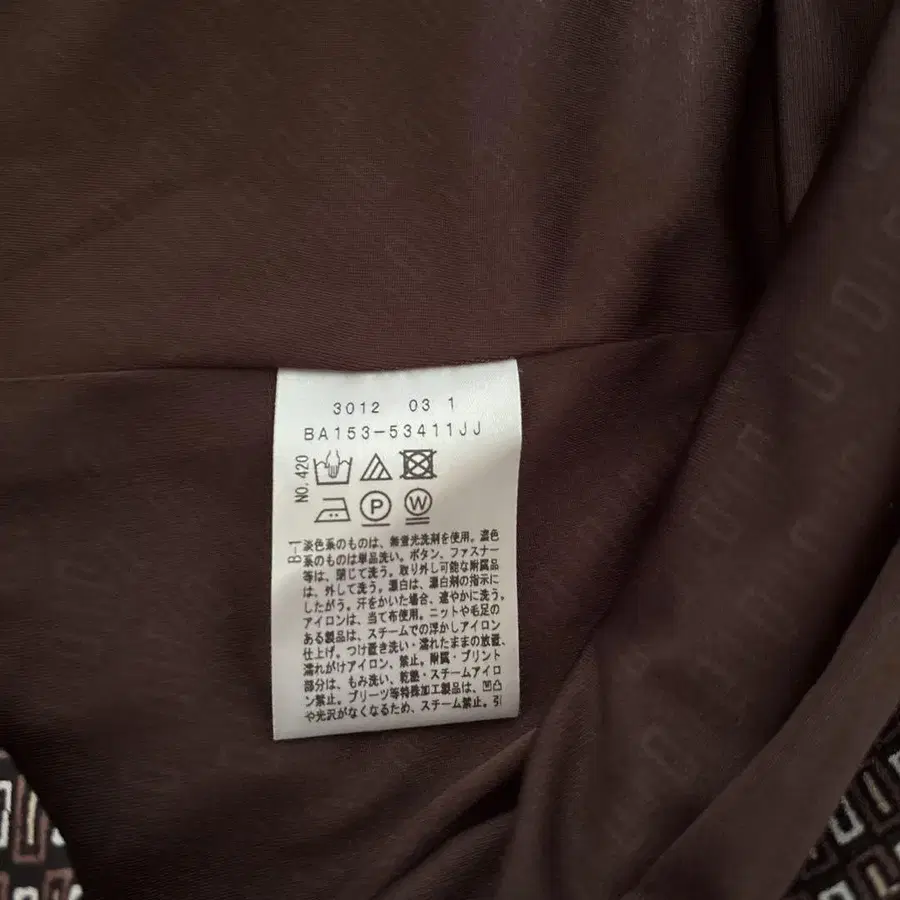 3012 03 1
BA153-53411JJ
NO.420
P W
B-1
淡色系のものは、無蛍光洗剤を使用。濃色
系のものは単品洗い。ボタン、ファスナー
等は、閉じて洗う。取り外し可能な附属品
は、外して洗う。漂白は、漂白剤の指示に
したがう。汗をかいた場合、速やかに洗う。
アイロンは、当て布使用。ニットや毛足の
ある製品は、スチームでの浮かしアイロン
仕上げ。つけ置き洗い・濡れたままの放置、
濡れがけアイロン、禁止。附属・プリント
部分は、もみ洗い、乾燥・スチームアイロ
ン禁止。プリーツ等特殊加工製品は、凹凸
や光沢がなくなるため、スチーム禁止。引